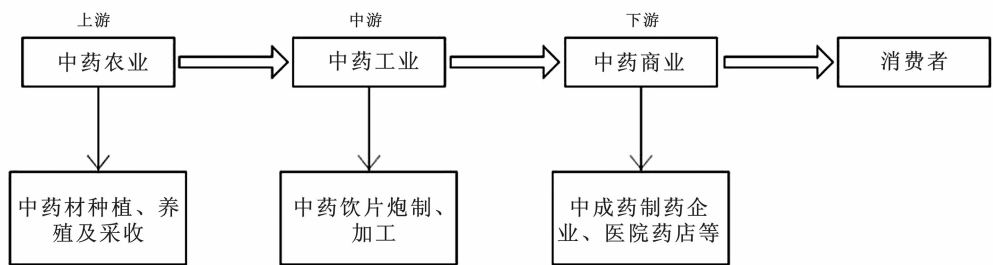 上游
中游
下游
中药农业
中药工业
中药商业
消费者
中药材种植、养
殖及采收
中药饮片炮制、
加工
中成药制药企
业、医院药店等